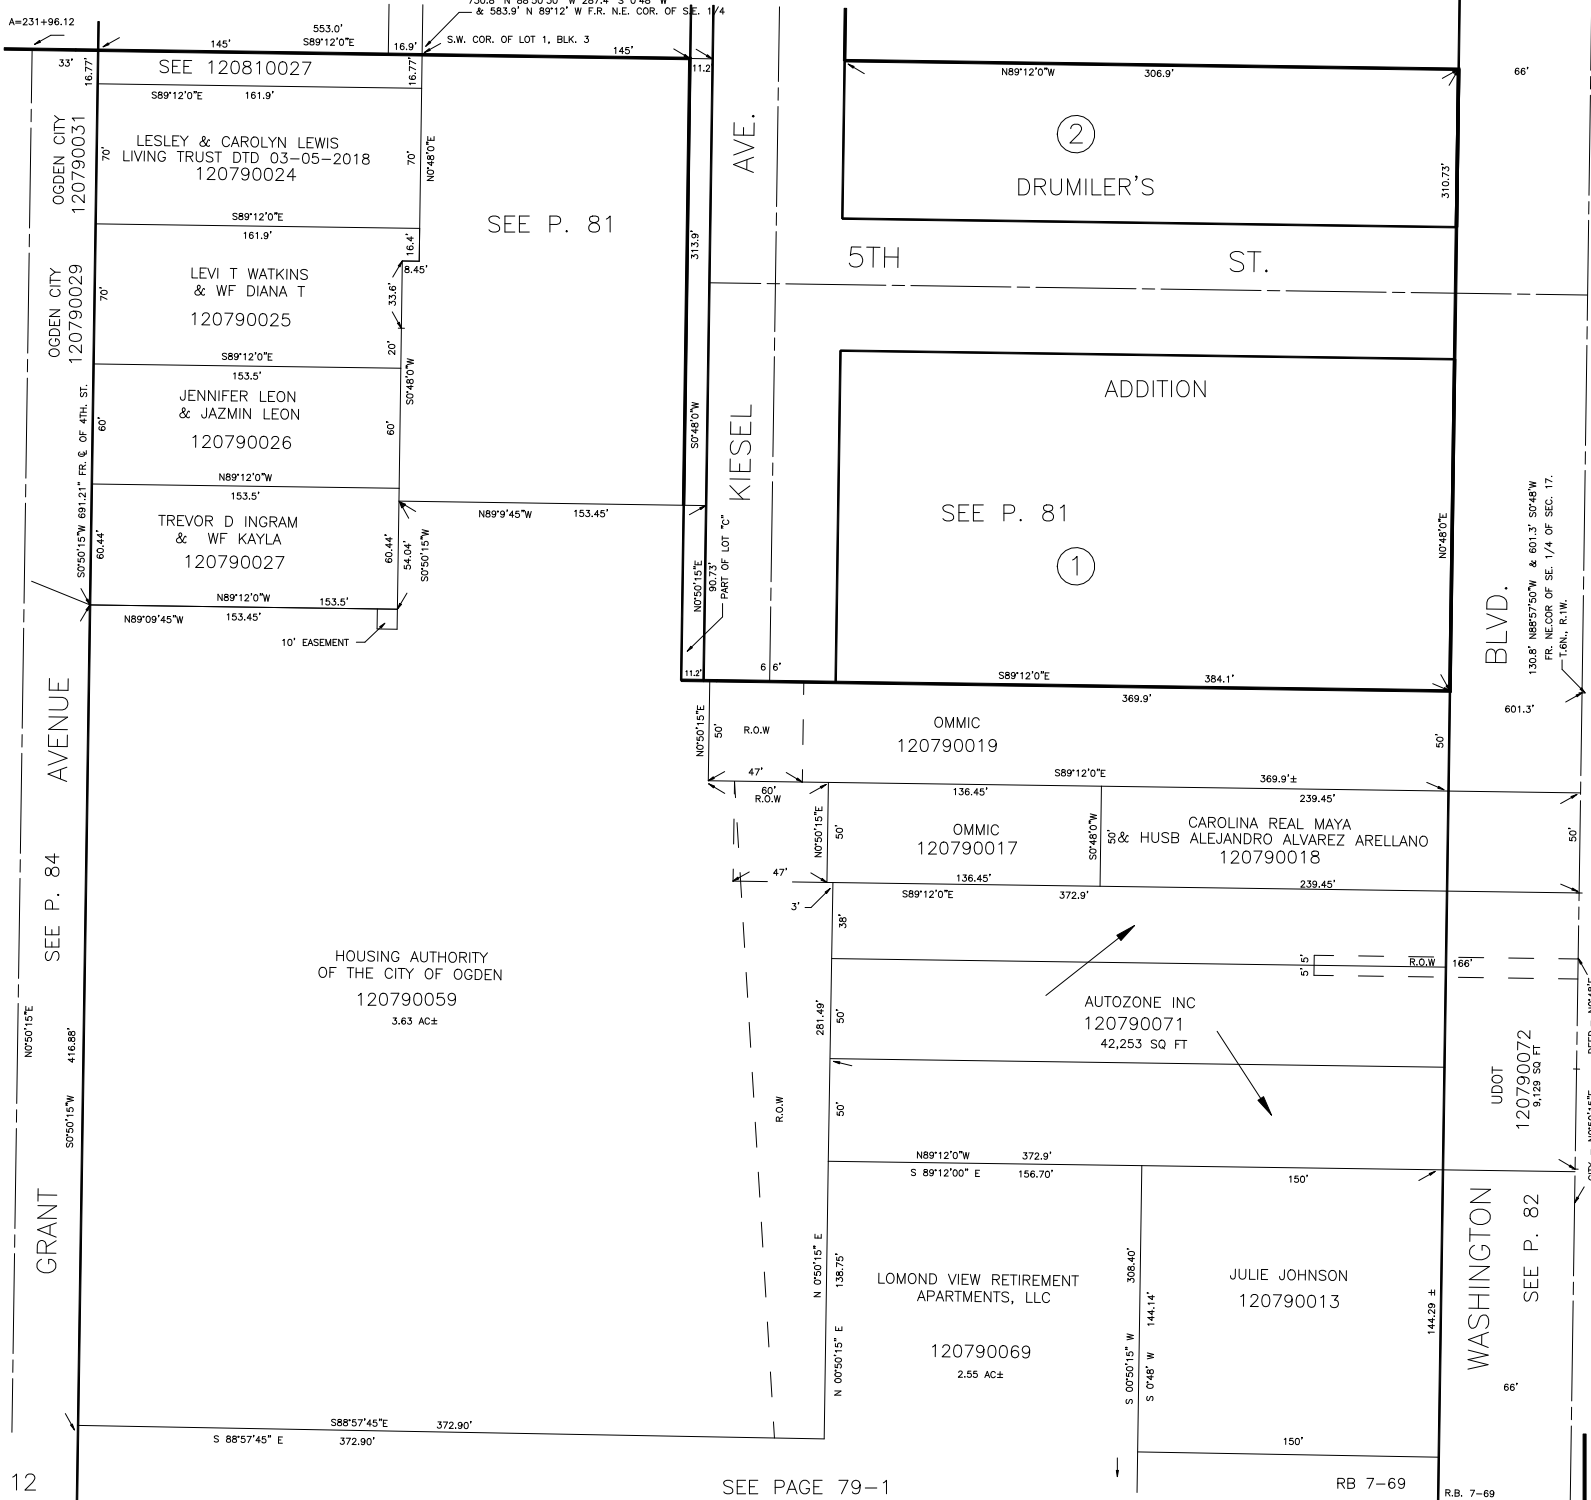 & 583.9' N 89°12' W F.R. N.E. COR. OF S.E. 1/4
A=231+96.12
553.0'
145'
S89°12'0"E
16.9'
S.W. COR. OF LOT 1, BLK. 3
145'
33'
16.77'
SEE 120810027
16.77'
11.2
N89°12'0"W
306.9'
66'
S89°12'0"E
161.9'
OGDEN CITY
120790031
70'
LESLEY & CAROLYN LEWIS
LIVING TRUST DTD 03-05-2018
120790024
70'
N0°48'0"E
AVE.
2
DRUMILER'S
310.73'
S89°12'0"E
161.9'
SEE P. 81
16.4'
8.45'
313.9'
5TH
ST.
OGDEN CITY
120790029
70'
LEVI T WATKINS
& WF DIANA T
120790025
33.6'
20'
S89°12'0"E
153.5'
S0°48'0"W
ADDITION
JENNIFER LEON
& JAZMIN LEON
120790026
60'
60'
S0°48'0"W
KIESEL
S0°50'15"W 691.21" FR. ℄ OF 4TH. ST.
N89°12'0"W
153.5'
N89°9'45"W
153.45'
SEE P. 81
1
TREVOR D INGRAM
& WF KAYLA
120790027
60.44'
60.44'
54.04'
S0°50'15"W
PART OF LOT "C"
90.73'
N0°50'15"E
N0°48'0"E
BLVD.
130.8' N88°57'50"W & 601.3' S0°48'W
FR. NE.COR OF SE. 1/4 OF SEC. 17.
T.6N., R.1W.
N89°12'0"W
153.5'
N89°09'45"W
153.45'
10' EASEMENT
11.2'
6 6'
S89°12'0"E
384.1'
369.9'
601.3'
AVENUE
N0°50'15"E
50'
R.O.W
OMMIC
120790019
50'
47'
S89°12'0"E
369.9'±
60'
R.O.W
136.45'
239.45'
N0°50'15"E
50'
OMMIC
120790017
S0°48'0"W
50'
CAROLINA REAL MAYA
& HUSB ALEJANDRO ALVAREZ ARELLANO
120790018
50'
47'
136.45'
239.45'
S89°12'0"E
372.9'
3'
38'
SEE P. 84
HOUSING AUTHORITY
OF THE CITY OF OGDEN
120790059
3.63 AC±
5' 5'
R.O.W
166'
AUTOZONE INC
120790071
42,253 SQ FT
281.49'
50'
N0°50'15"E
416.88'
S0°50'15"W
R.O.W
50'
UDOT
120790072
9,129 SQ FT
N89°12'0"W
372.9'
S 89°12'00" E
156.70'
150'
GRANT
N 0°50'15" E
138.75'
308.40'
LOMOND VIEW RETIREMENT
APARTMENTS, LLC
120790069
2.55 AC±
N 00°50'15" E
S 00°50'15" W
S 0°48' W
144.14'
JULIE JOHNSON
120790013
144.29 ±
WASHINGTON
SEE P. 82
66'
S88°57'45"E
372.90'
S 88°57'45" E
372.90'
150'
12
SEE PAGE 79-1
RB 7-69
R.B. 7-69